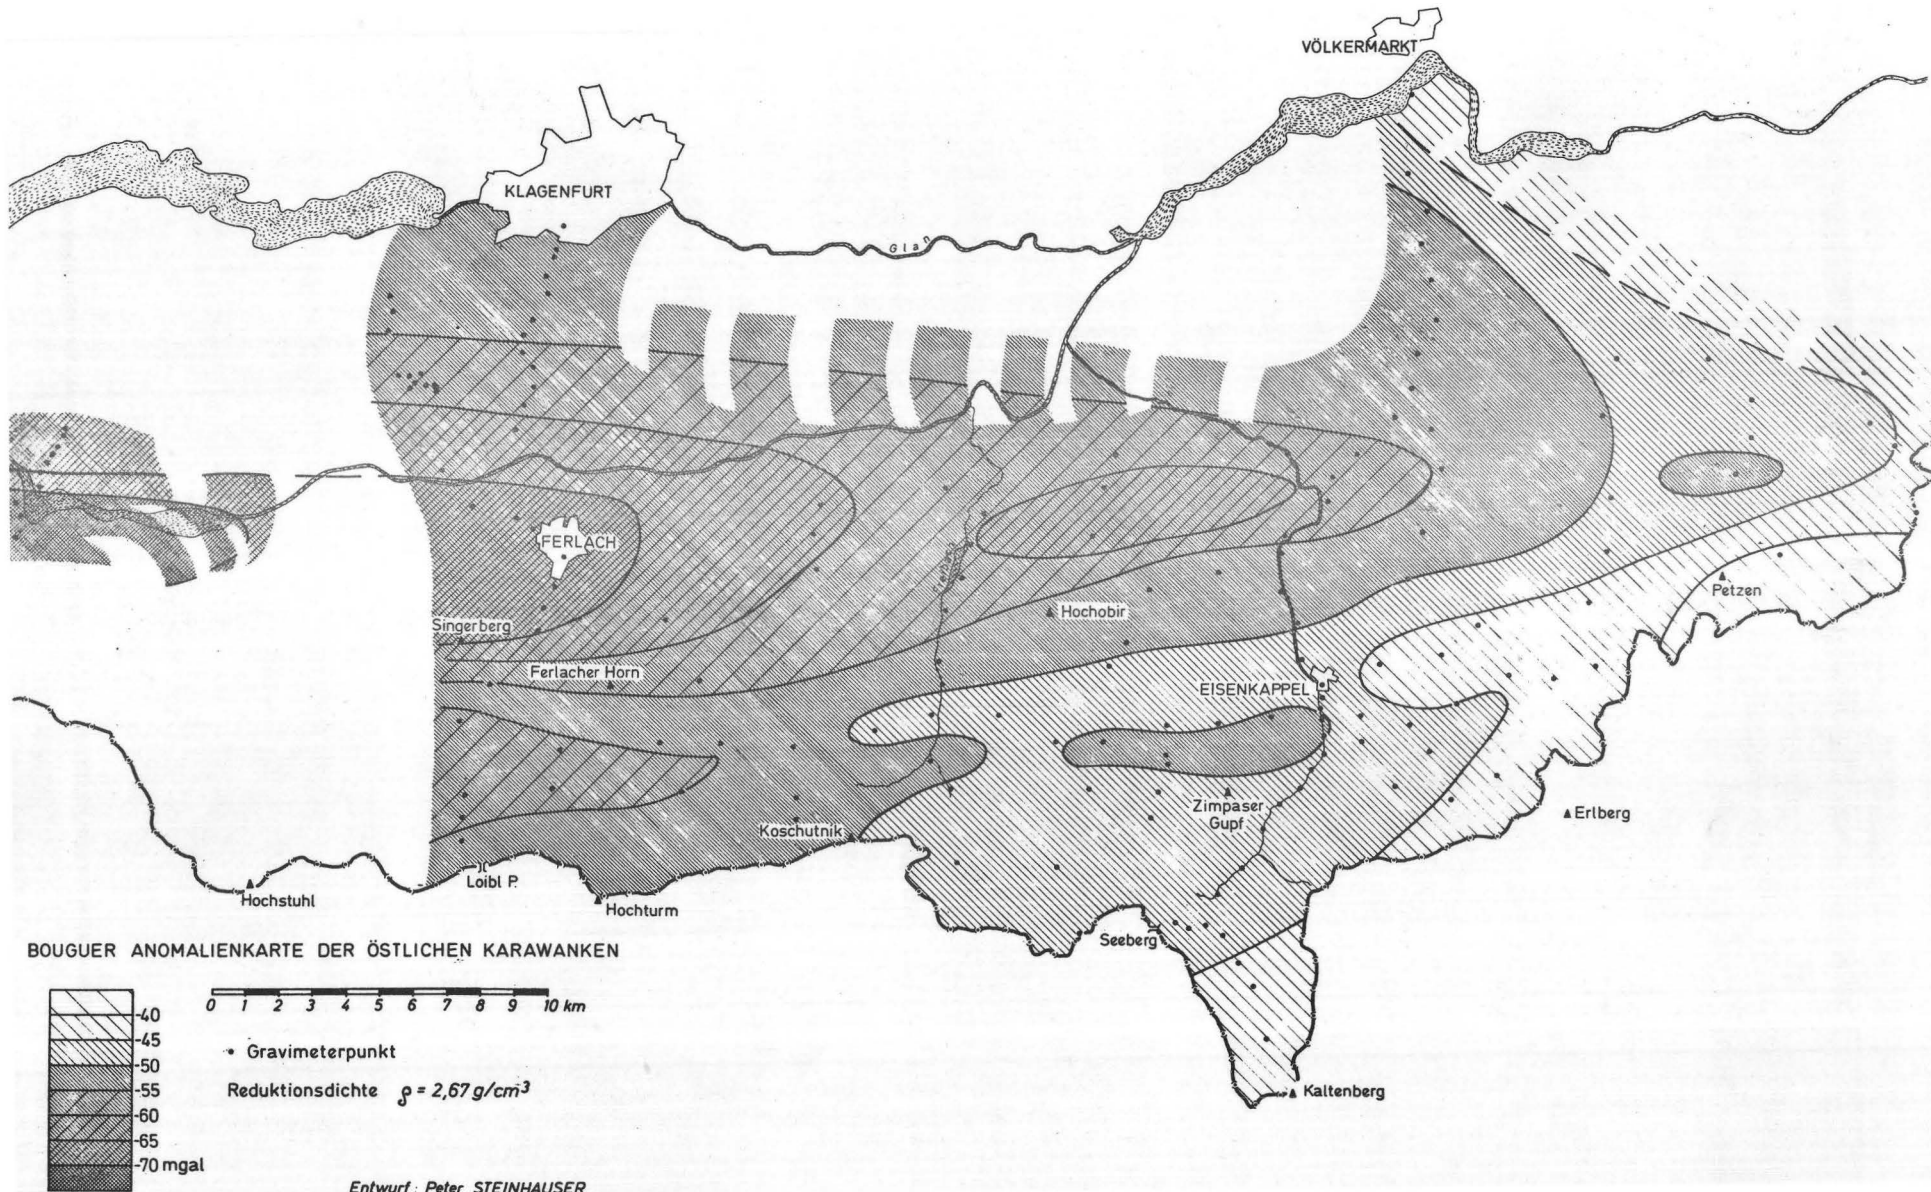 VÖLKERMARKT
KLAGENFURT
Glan
FERLACH
Singerberg
Hochobir
Petzen
Ferlacher Horn
EISENKAPPEL
Zimpaser
Gupf
Erlberg
Koschutnik
Loibl P.
Hochstuhl
Hochturm
Seeberg
Kaltenberg
BOUGUER ANOMALIENKARTE DER ÖSTLICHEN KARAWANKEN
0 1 2 3 4 5 6 7 8 9 10 km
-40
-45
-50
-55
-60
-65
-70 mgal
Gravimeterpunkt
Reduktionsdichte ρ = 2,67 g/cm³
Entwurf: Peter STEINHAUSER